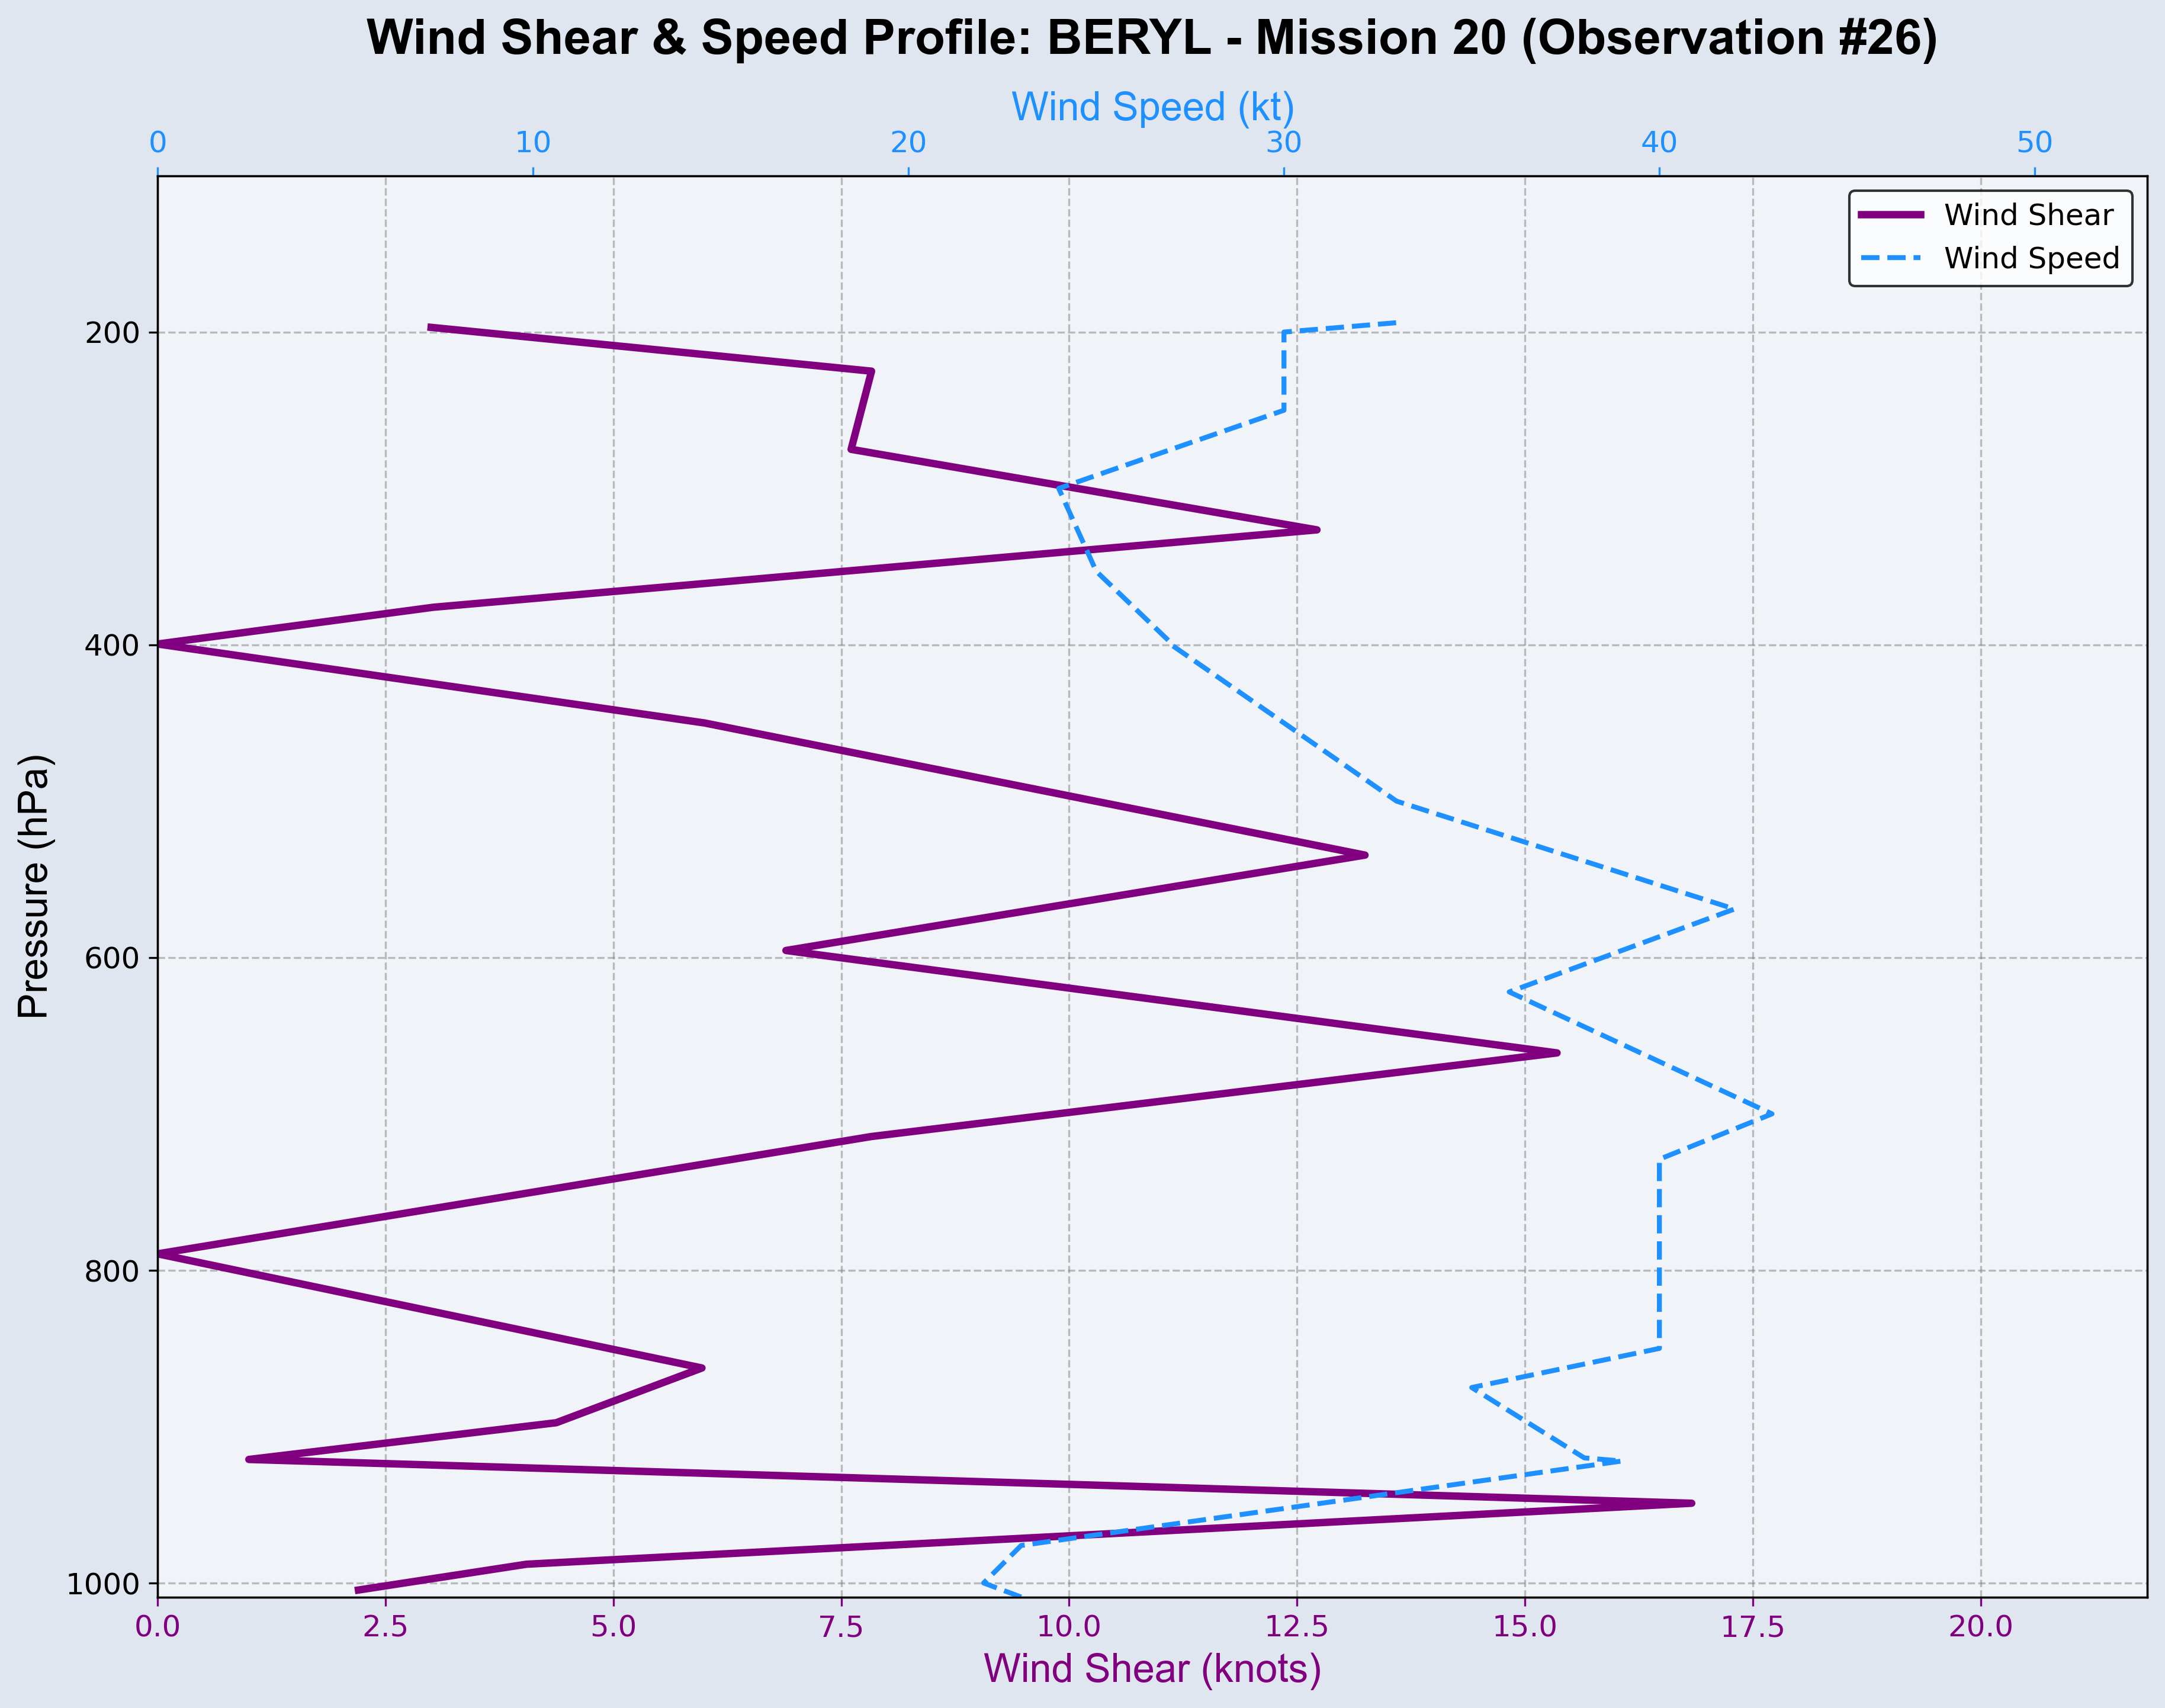 Wind Shear & Speed Profile: BERYL - Mission 20 (Observation #26)
Wind Speed (kt)
0 10 20 30 40 50
Wind Shear
Wind Speed
200
400
600
800
1000
Pressure (hPa)
0.0 2.5 5.0 7.5 10.0 12.5 15.0 17.5 20.0
Wind Shear (knots)